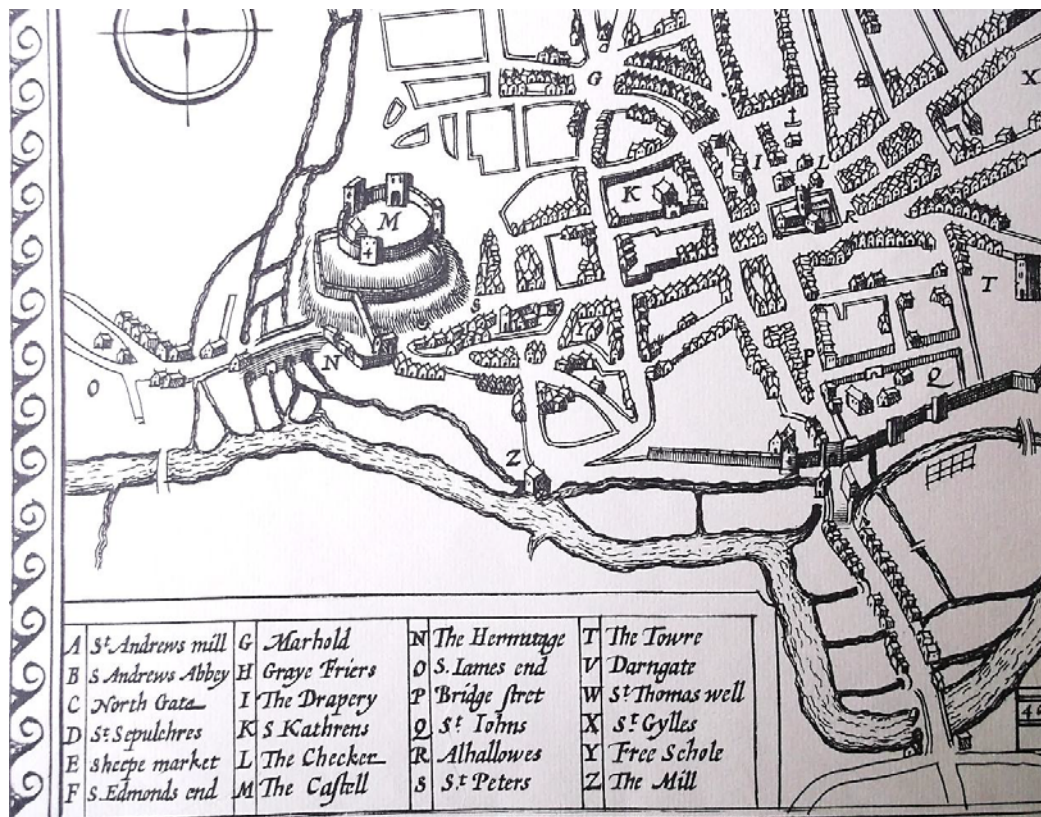 G
X
I
L
K
M
R
T
S
Y
N
P
O
Q
Z
A St Andrews mill
B S Andrews Abbey
C North Gate
D St Sepulchres
E Sheepe market
F S. Edmonds end
G Marhold
H Graye Friers
I The Drapery
K S Kathrens
L The Checker
M The Castell
N The Hermitage
O S. Iames end
P Bridge stret
Q St Iohns
R Alhallowes
S St Peters
T The Towre
V Darngate
W St Thomas well
X St Gylles
Y Free Schole
Z The Mill